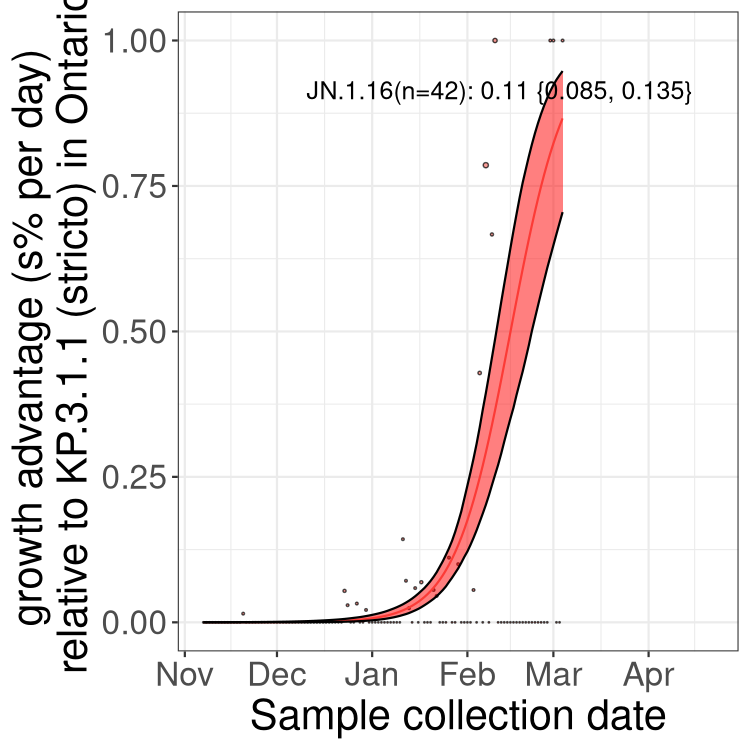 growth advantage (s% per day)
relative to KP.3.1.1 (stricto) in Ontario
1.00
0.75
0.50
0.25
0.00
JN.1.16(n=42): 0.11 {0.085, 0.135}
Nov Dec Jan Feb Mar Apr
Sample collection date